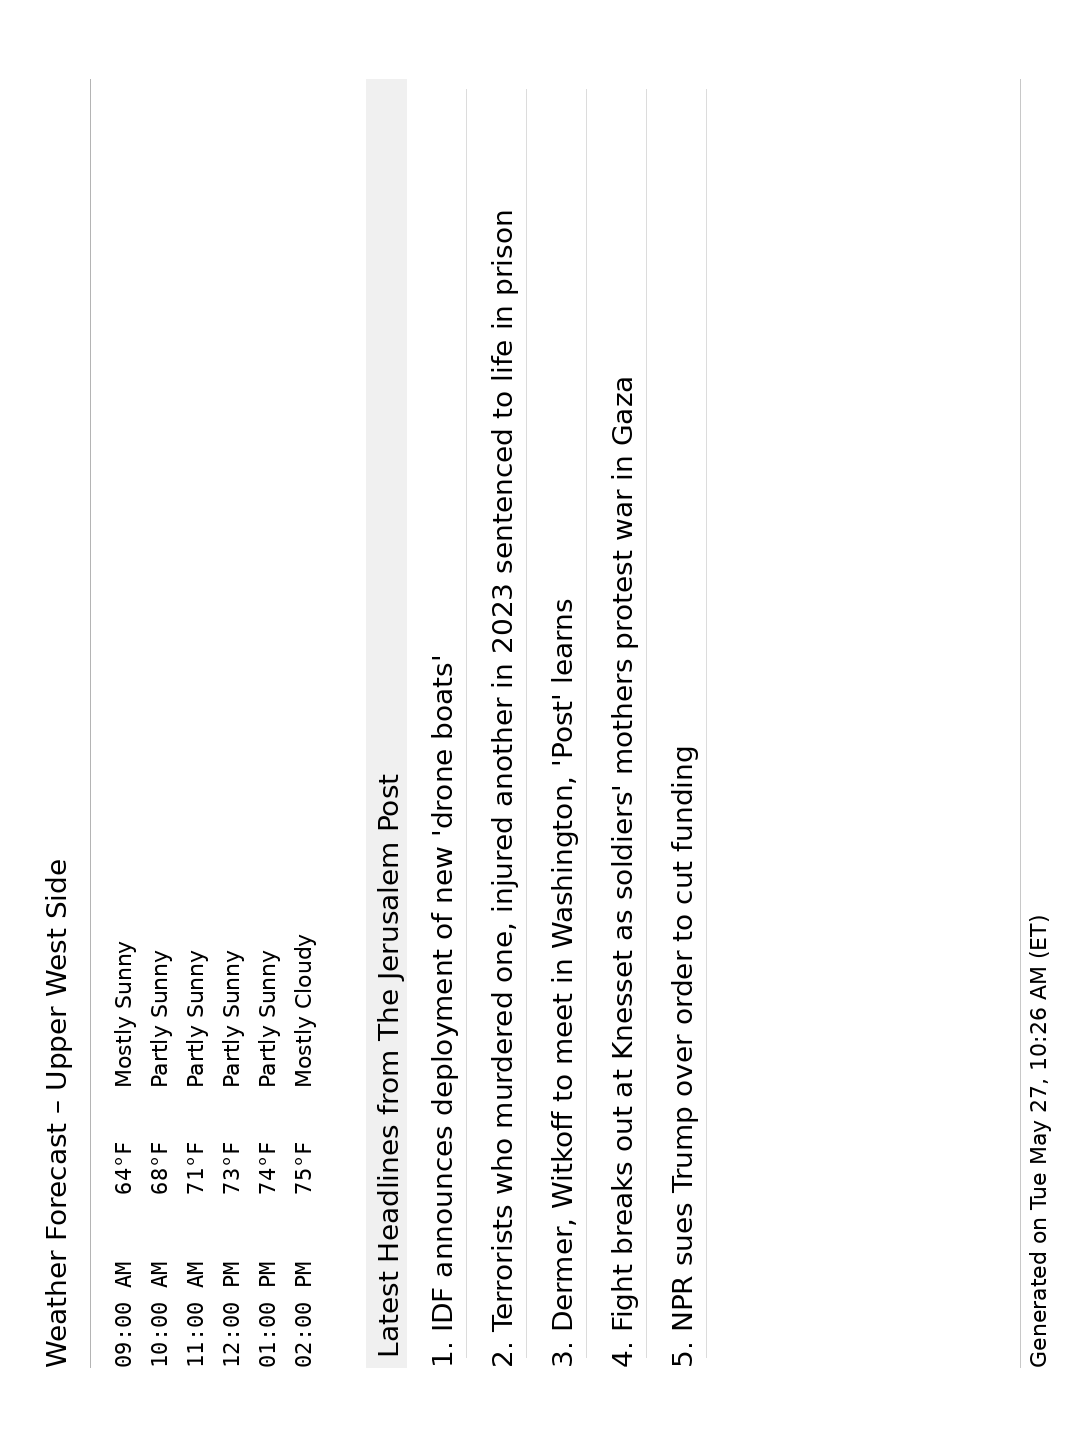 Weather Forecast – Upper West Side
09:00 AM 64°F Mostly Sunny
10:00 AM 68°F Partly Sunny
11:00 AM 71°F Partly Sunny
12:00 PM 73°F Partly Sunny
01:00 PM 74°F Partly Sunny
02:00 PM 75°F Mostly Cloudy
Latest Headlines from The Jerusalem Post
1. IDF announces deployment of new 'drone boats'
2. Terrorists who murdered one, injured another in 2023 sentenced to life in prison
3. Dermer, Witkoff to meet in Washington, 'Post' learns
4. Fight breaks out at Knesset as soldiers' mothers protest war in Gaza
5. NPR sues Trump over order to cut funding
Generated on Tue May 27, 10:26 AM (ET)